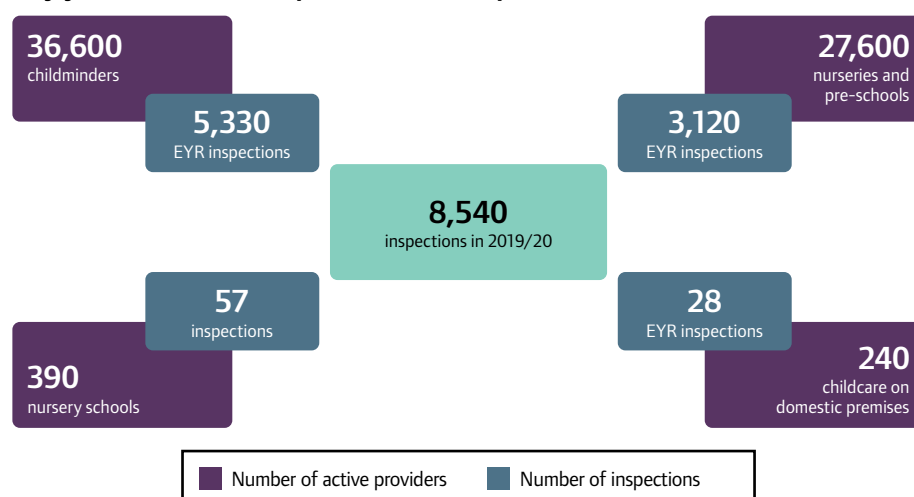 36,600
childminders
5,330
EYR inspections
27,600
nurseries and
pre-schools
3,120
EYR inspections
8,540
inspections in 2019/20
57
inspections
390
nursery schools
28
EYR inspections
240
childcare on
domestic premises
Number of active providers
Number of inspections